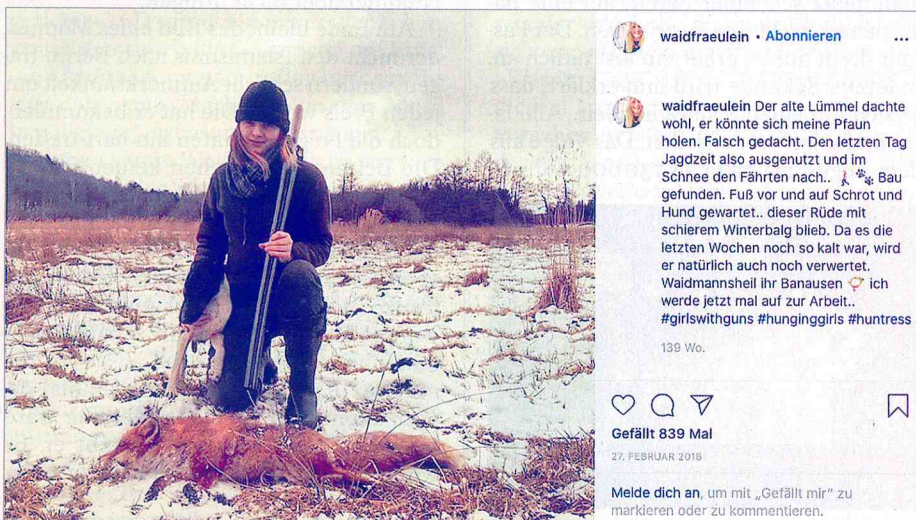 waidfraeulein • Abonnieren ...
waidfraeulein Der alte Lümmel dachte
wohl, er könnte sich meine Pfaun
holen. Falsch gedacht. Den letzten Tag
Jagdzeit also ausgenutzt und im
Schnee den Fährten nach.. 🚶🏼‍♀️🐾 Bau
gefunden. Fuß vor und auf Schrot und
Hund gewartet.. dieser Rüde mit
schierem Winterbalg blieb. Da es die
letzten Wochen noch so kalt war, wird
er natürlich auch noch verwertet.
Waidmannsheil ihr Banausen 📯 ich
werde jetzt mal auf zur Arbeit..
#girlswithguns #hunginggirls #huntress
139 Wo.
Gefällt 839 Mal
27. FEBRUAR 2018
Melde dich an, um mit „Gefällt mir" zu
markieren oder zu kommentieren.